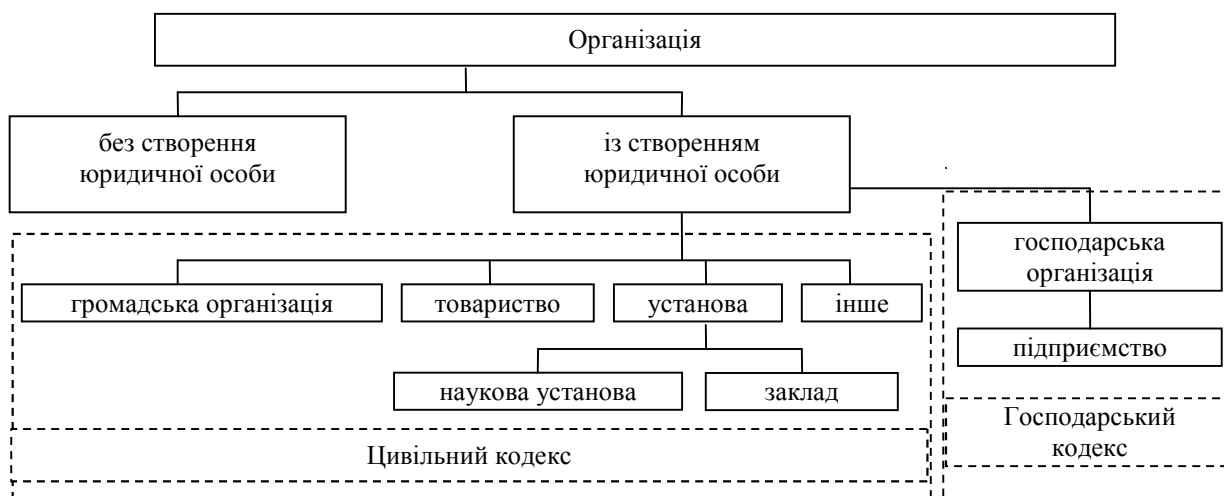 Організація
без створення
юридичної особи
із створенням
юридичної особи
господарська
організація
громадська організація
товариство
установа
інше
підприємство
наукова установа
заклад
Господарський
кодекс
Цивільний кодекс